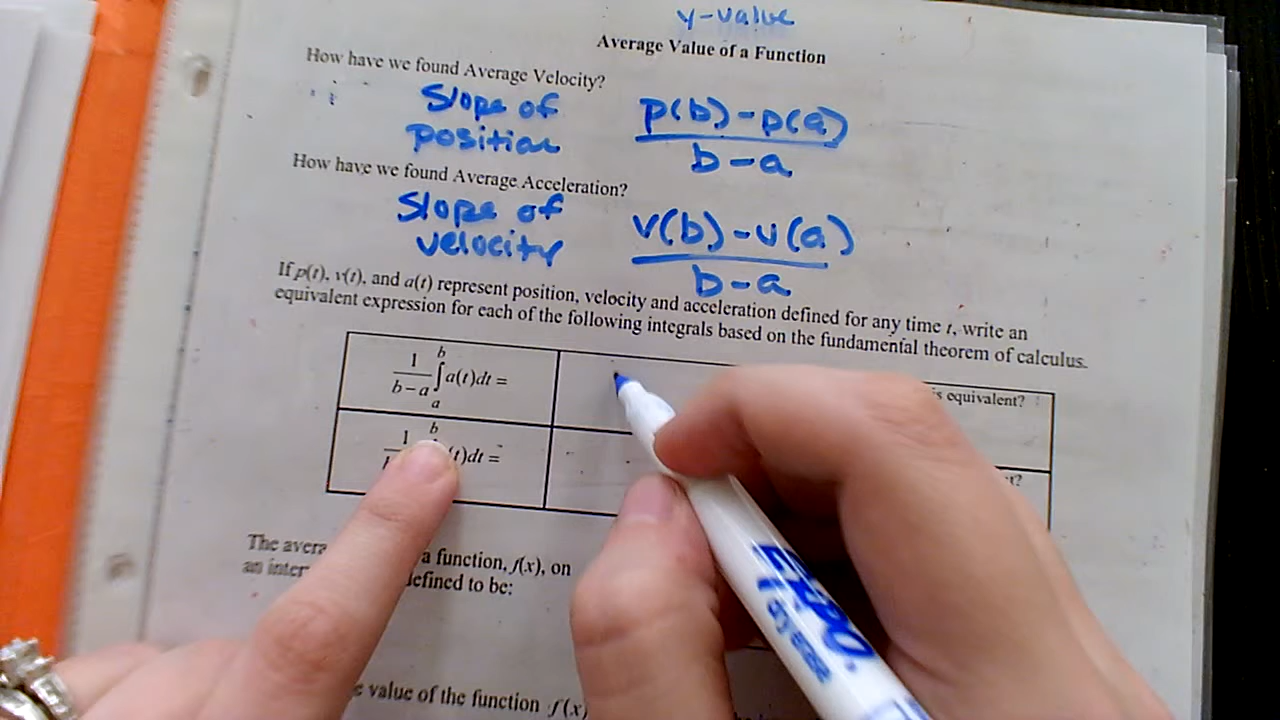 y-value
Average Value of a Function
How have we found Average Velocity?
Slope of
position
p(b)-p(a)
b-a
How have we found Average Acceleration?
Slope of
velocity
v(b)-v(a)
b-a
If p(t), v(t), and a(t) represent position, velocity and acceleration defined for any time t, write an
equivalent expression for each of the following integrals based on the fundamental theorem of calculus.
1/b-a ∫ b a a(t)dt =
equivalent?
1 b (t)dt =
The
a function, f(x), on
an
to be:
value of the function f(x)
EXPO